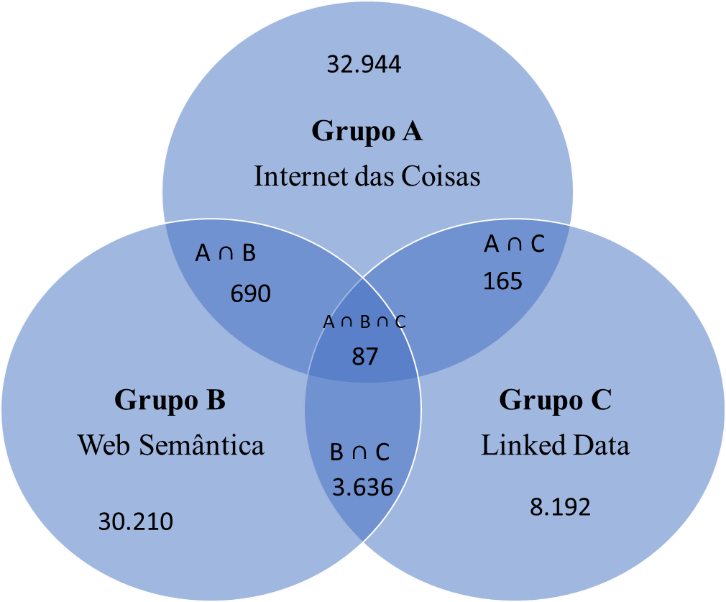 32.944
Grupo A
Internet das Coisas
A ∩ B
690
A ∩ C
165
A ∩ B ∩ C
87
Grupo B
Web Semântica
30.210
B ∩ C
3.636
Grupo C
Linked Data
8.192